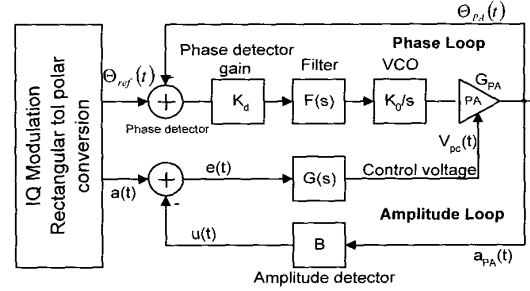 Θ_PA(t)
Phase Loop
Phase detector
gain
Filter
VCO
G_PA
Θ_ref(t)
K_d
F(s)
K_0/s
PA
Phase detector
V_pc(t)
IQ Modulation
Rectangular tol polar
conversion
a(t)
e(t)
G(s)
Control voltage
Amplitude Loop
u(t)
B
a_PA(t)
Amplitude detector
+
-
+
-